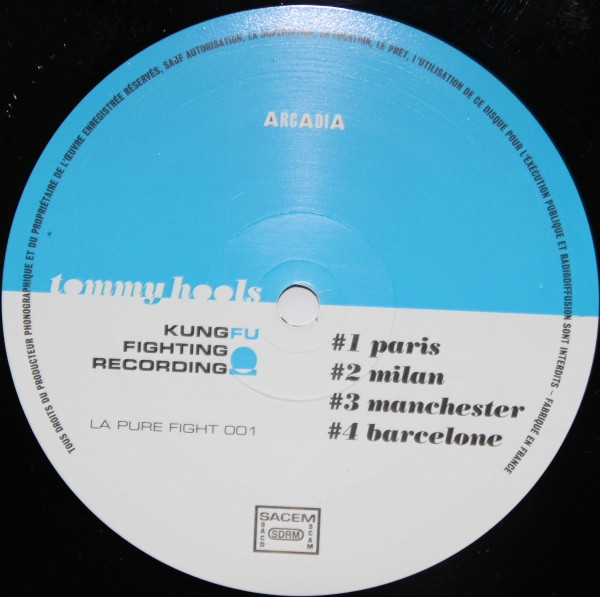 TOUS DROITS DU PRODUCTEUR PHONOGRAPHIQUE ET DU PROPRIÉTAIRE DE L'ŒUVRE ENREGISTRÉE RÉSERVÉS, SAUF AUTORISATION, LA DUPLICATION, LA LOCATION, LE PRÊT, L'UTILISATION DE CE DISQUE POUR L'ÉXÉCUTION PUBLIQUE ET RADIODIFFUSION SONT INTERDITS – FABRIQUÉ EN FRANCE
ARCADIA
tommy hools
KUNGFU
FIGHTING
RECORDING
LA PURE FIGHT 001
#1 paris
#2 milan
#3 manchester
#4 barcelone
SACEM
SACD
SDRM
SCAM